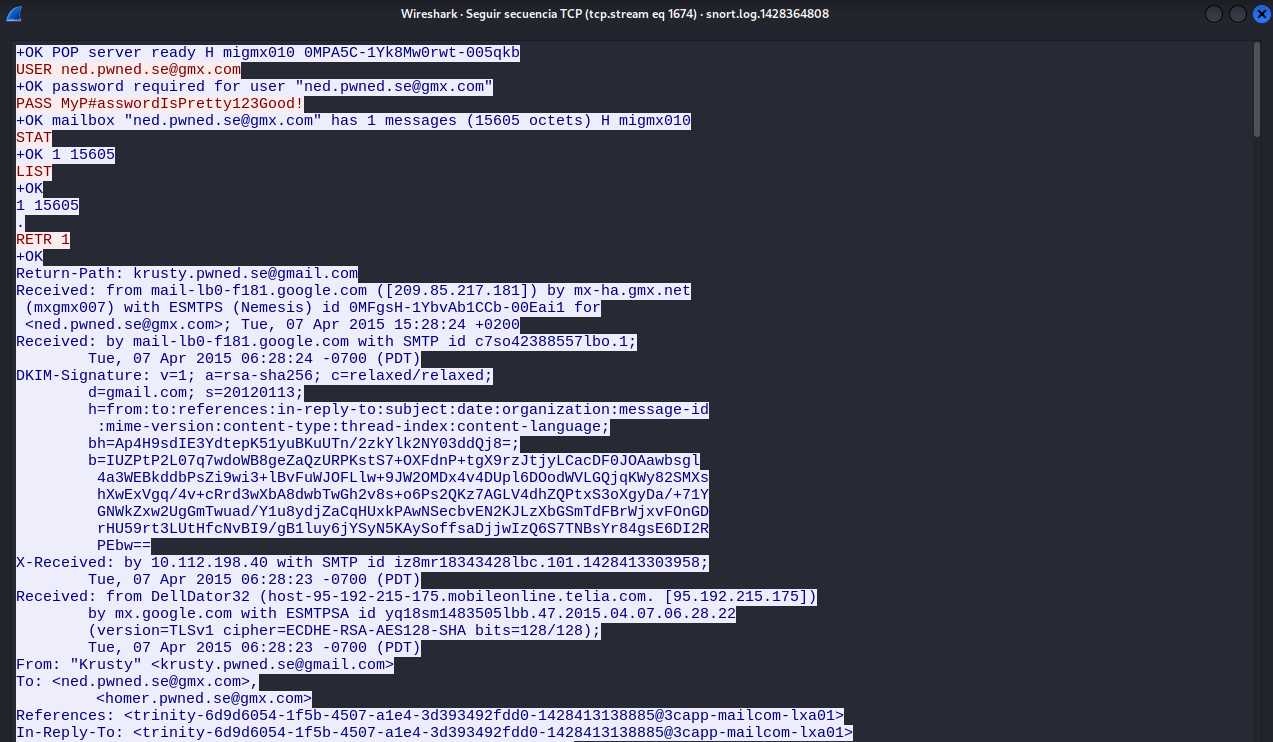 Wireshark · Seguir secuencia TCP (tcp.stream eq 1674) · snort.log.1428364808
+OK POP server ready H migmx010 0MPA5C-1Yk8Mw0rwt-005qkb
USER ned.pwned.se@gmx.com
+OK password required for user "ned.pwned.se@gmx.com"
PASS MyP#asswordIsPretty123Good!
+OK mailbox "ned.pwned.se@gmx.com" has 1 messages (15605 octets) H migmx010
STAT
+OK 1 15605
LIST
+OK
1 15605
.
RETR 1
+OK
Return-Path: krusty.pwned.se@gmail.com
Received: from mail-lb0-f181.google.com ([209.85.217.181]) by mx-ha.gmx.net
(mxgmx007) with ESMTPS (Nemesis) id 0MFgsH-1YbvAb1CCb-00Eai1 for
<ned.pwned.se@gmx.com>; Tue, 07 Apr 2015 15:28:24 +0200
Received: by mail-lb0-f181.google.com with SMTP id c7so42388557lbo.1;
Tue, 07 Apr 2015 06:28:24 -0700 (PDT)
DKIM-Signature: v=1; a=rsa-sha256; c=relaxed/relaxed;
d=gmail.com; s=20120113;
h=from:to:references:in-reply-to:subject:date:organization:message-id
:mime-version:content-type:thread-index:content-language;
bh=Ap4H9sdIE3YdtepK51yuBKuUTn/2zkYlk2NY03ddQj8=;
b=IUZPtP2L07q7wdoWB8geZaQzURPKstS7+OXFdnP+tgX9rzJtjyLCacDF0JOAawbsgl
4a3WEBkddbPsZi9wi3+lBvFuWJOFLlw+9JW2OMDx4v4DUpl6DOodWVLGQjqKWy82SMXs
hXwExVgq/4v+cRrd3wXbA8dwbTwGh2v8s+o6Ps2QKz7AGLV4dhZQPtxS3oXgyDa/+71Y
GNWkZxw2UgGmTwuad/Y1u8ydjZaCqHUxkPAwNSecbvEN2KJLzXbGSmTdFBrWjxvFOnGD
rHU59rt3LUtHfcNvBI9/gB1luy6jYSyN5KAySoffsaDjjwIzQ6S7TNBsYr84gsE6DI2R
PEbw==
X-Received: by 10.112.198.40 with SMTP id iz8mr18343428lbc.101.1428413303958;
Tue, 07 Apr 2015 06:28:23 -0700 (PDT)
Received: from DellDator32 (host-95-192-215-175.mobileonline.telia.com. [95.192.215.175])
by mx.google.com with ESMTPSA id yq18sm1483505lbb.47.2015.04.07.06.28.22
(version=TLSv1 cipher=ECDHE-RSA-AES128-SHA bits=128/128);
Tue, 07 Apr 2015 06:28:23 -0700 (PDT)
From: "Krusty" <krusty.pwned.se@gmail.com>
To: <ned.pwned.se@gmx.com>,
<homer.pwned.se@gmx.com>
References: <trinity-6d9d6054-1f5b-4507-a1e4-3d393492fdd0-1428413138885@3capp-mailcom-lxa01>
In-Reply-To: <trinity-6d9d6054-1f5b-4507-a1e4-3d393492fdd0-1428413138885@3capp-mailcom-lxa01>